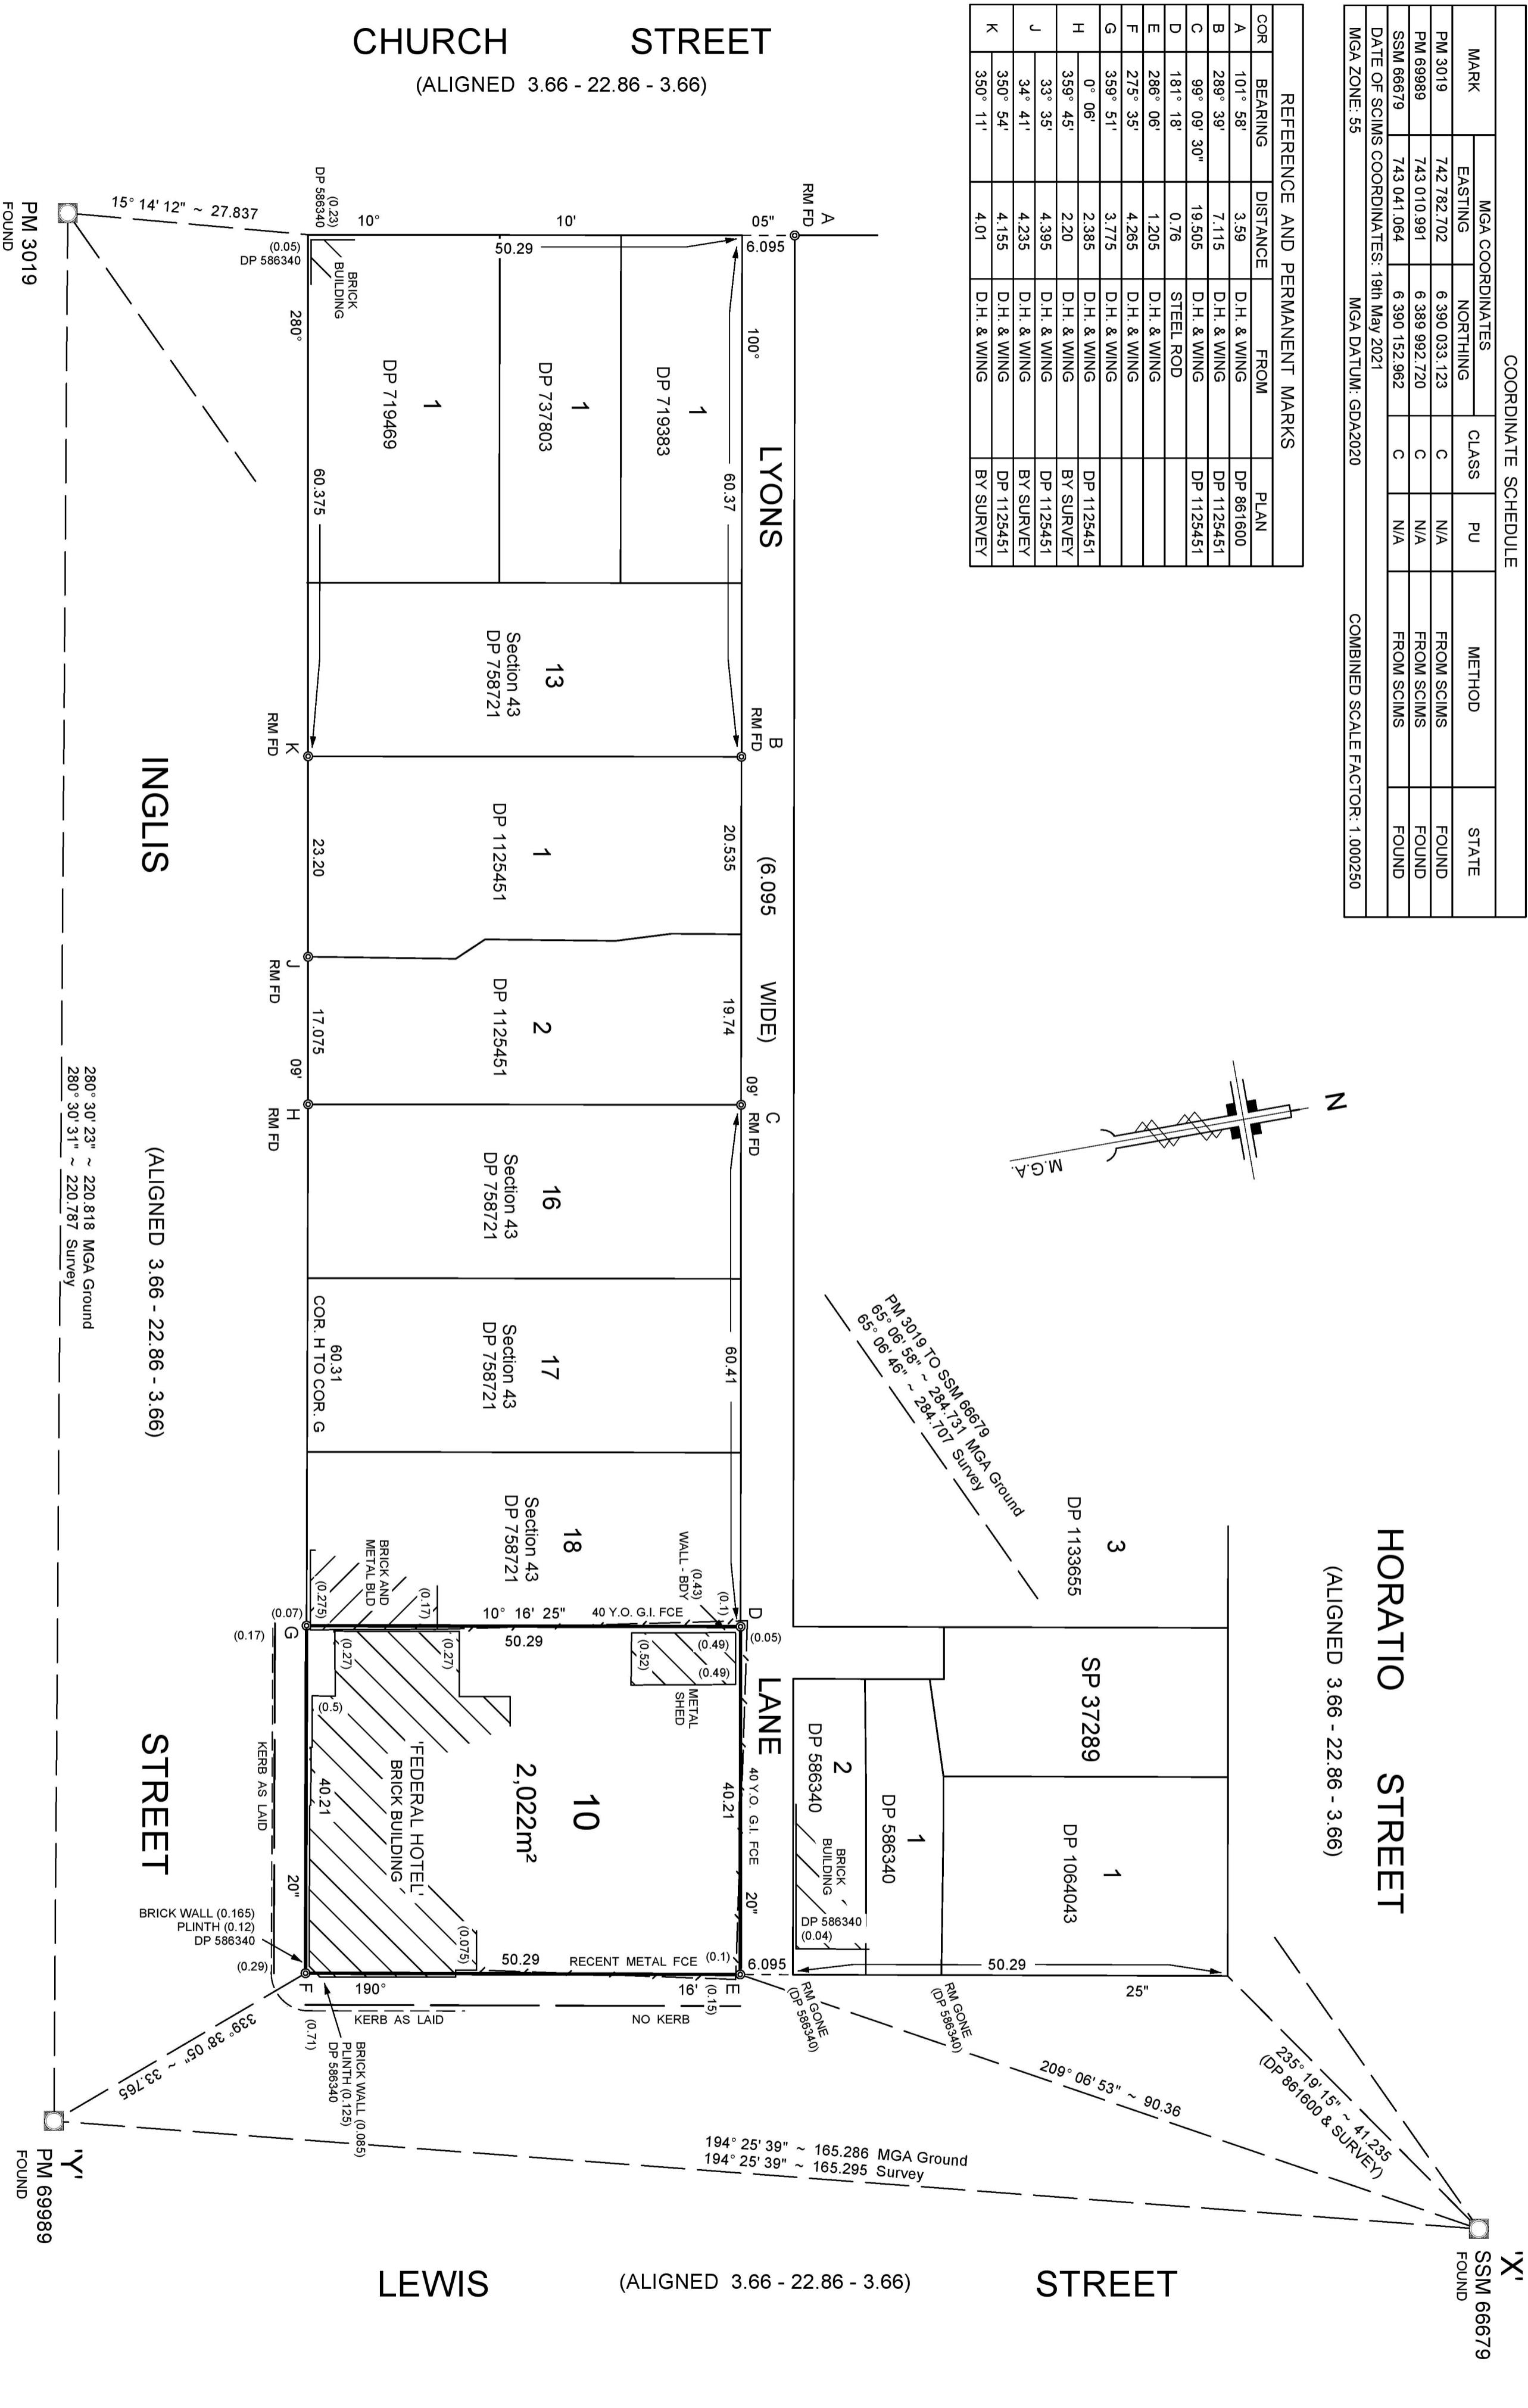 COORDINATE SCHEDULE
MARK
MGA COORDINATES
EASTING
NORTHING
CLASS
PU
METHOD
STATE
PM 3019 742 782.702 6 390 033.123 C N/A FROM SCIMS FOUND
PM 69989 743 010.991 6 389 992.720 C N/A FROM SCIMS FOUND
SSM 66679 743 041.064 6 390 152.962 C N/A FROM SCIMS FOUND
DATE OF SCIMS COORDINATES: 19th May 2021
MGA ZONE: 55 MGA DATUM: GDA2020 COMBINED SCALE FACTOR: 1.000250
REFERENCE AND PERMANENT MARKS
COR BEARING DISTANCE FROM PLAN
A 101° 58' 3.59 D.H. & WING DP 861600
B 289° 39' 7.115 D.H. & WING DP 1125451
C 99° 09' 30" 19.505 D.H. & WING DP 1125451
D 181° 18' 0.76 STEEL ROD
E 286° 06' 1.205 D.H. & WING
F 275° 35' 4.265 D.H. & WING
G 359° 51' 3.775 D.H. & WING
H 0° 06' 2.385 D.H. & WING DP 1125451
359° 45' 2.20 D.H. & WING BY SURVEY
J 33° 35' 4.395 D.H. & WING DP 1125451
34° 41' 4.235 D.H. & WING BY SURVEY
K 350° 54' 4.155 D.H. & WING DP 1125451
350° 11' 4.01 D.H. & WING BY SURVEY
N
M.G.A.
HORATIO STREET
(ALIGNED 3.66 - 22.86 - 3.66)
'X'
SSM 66679
FOUND
3
DP 1133655
SP 37289
1
DP 1064043
1
DP 586340
2
DP 586340
BRICK
BUILDING
DP 586340
(0.04)
50.29
25"
RM GONE
(DP 586340)
RM GONE
(DP 586340)
235° 19' 15" ~ 41.235
(DP 861600 & SURVEY)
209° 06' 53" ~ 90.36
PM 3019 TO SSM 66679
65° 06' 58" ~ 284.731 MGA Ground
65° 06' 46" ~ 284.707 Survey
194° 25' 39" ~ 165.286 MGA Ground
194° 25' 39" ~ 165.295 Survey
CHURCH STREET
(ALIGNED 3.66 - 22.86 - 3.66)
A
RM FD
6.095
05"
10'
10°
50.29
100°
LYONS (6.095 WIDE) LANE
60.37
B
RM FD
20.535
19.74
09'
C
RM FD
60.41
D
(0.05)
40.21
40 Y.O. G.I. FCE
20"
6.095
E
(0.15)
(0.1)
1
DP 719383
1
DP 737803
1
DP 719469
13
Section 43
DP 758721
1
DP 1125451
2
DP 1125451
16
Section 43
DP 758721
17
Section 43
DP 758721
18
Section 43
DP 758721
WALL - BDY
(0.43)
(0.1)
BRICK AND
METAL BLD
(0.17)
(0.275)
(0.07)
10° 16' 25"
40 Y.O. G.I. FCE
50.29
(0.49)
(0.49)
(0.52)
METAL
SHED
(0.27)
(0.27)
(0.5)
10
2,022m²
'FEDERAL HOTEL'
BRICK BUILDING
40.21
20"
(0.075)
50.29
RECENT METAL FCE
190°
16'
KERB AS LAID
NO KERB
BRICK
BUILDING
(0.23)
DP 586340
(0.05)
DP 586340
280°
60.375
K
RM FD
23.20
J
RM FD
17.075
09'
H
RM FD
60.31
COR. H TO COR. G
G
(0.17)
KERB AS LAID
BRICK WALL (0.165)
PLINTH (0.12)
DP 586340
(0.29)
F
(0.71)
BRICK WALL (0.085)
PLINTH (0.125)
DP 586340
INGLIS STREET
(ALIGNED 3.66 - 22.86 - 3.66)
15° 14' 12" ~ 27.837
PM 3019
FOUND
280° 30' 23" ~ 220.818 MGA Ground
280° 30' 31" ~ 220.787 Survey
339° 38' 05" ~ 33.765
'Y'
PM 69989
FOUND
LEWIS STREET
(ALIGNED 3.66 - 22.86 - 3.66)